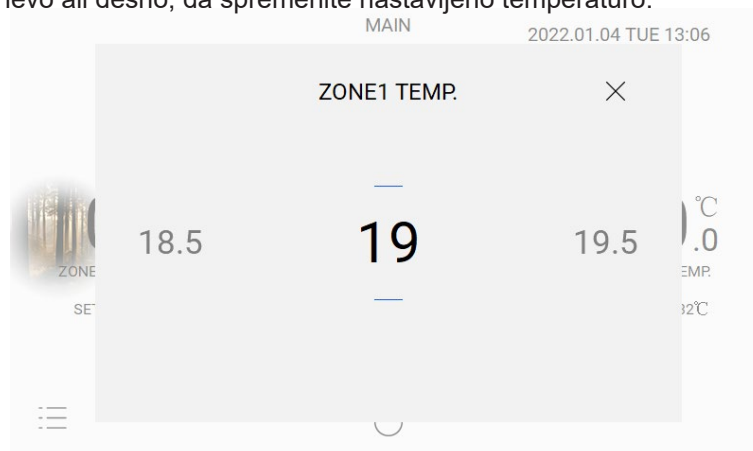 levo ali desno, da spremenite nastavljeno temperaturo.
MAIN
2022.01.04 TUE 13:06
ZONE1 TEMP.
℃
18.5
19
19.5
.0
ZONE
EMP.
SET
32℃